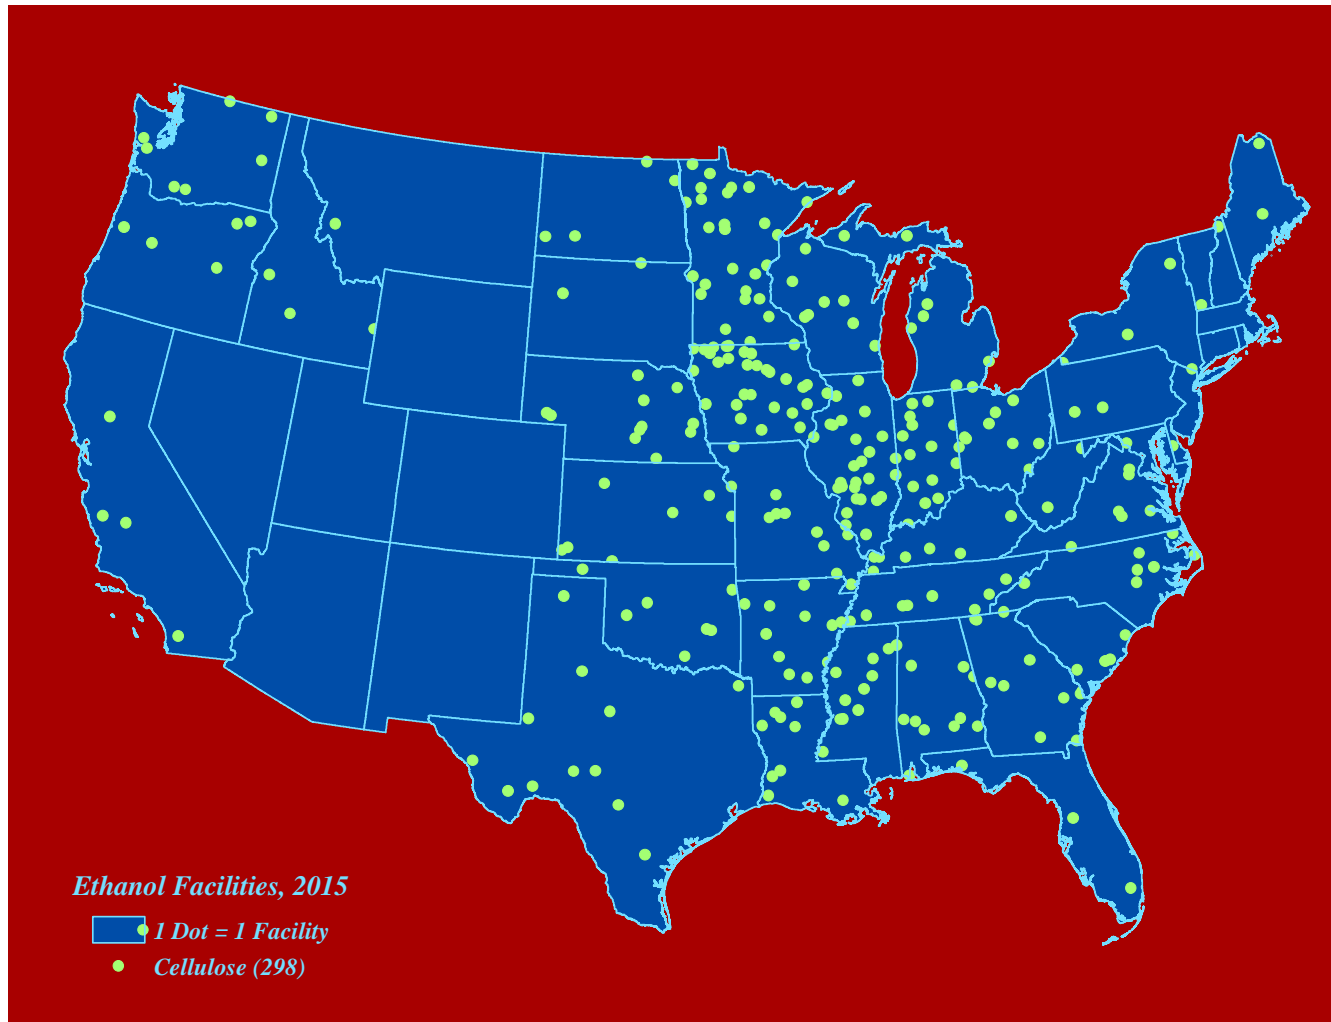 Ethanol Facilities, 2015
1 Dot = 1 Facility
Cellulose (298)